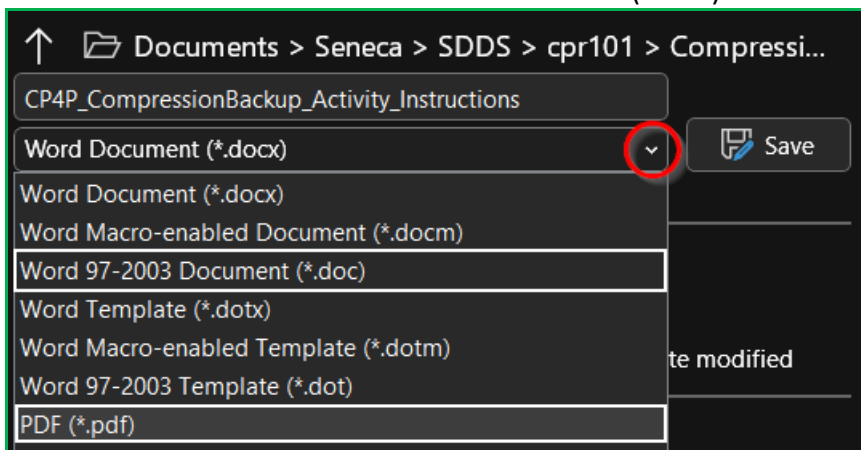 Documents > Seneca > SDDS > cpr101 > Compressi...
CP4P_CompressionBackup_Activity_Instructions
Word Document (*.docx)
Save
Word Document (*.docx)
Word Macro-enabled Document (*.docm)
Word 97-2003 Document (*.doc)
Word Template (*.dotx)
Word Macro-enabled Template (*.dotm)
te modified
Word 97-2003 Template (*.dot)
PDF (*.pdf)